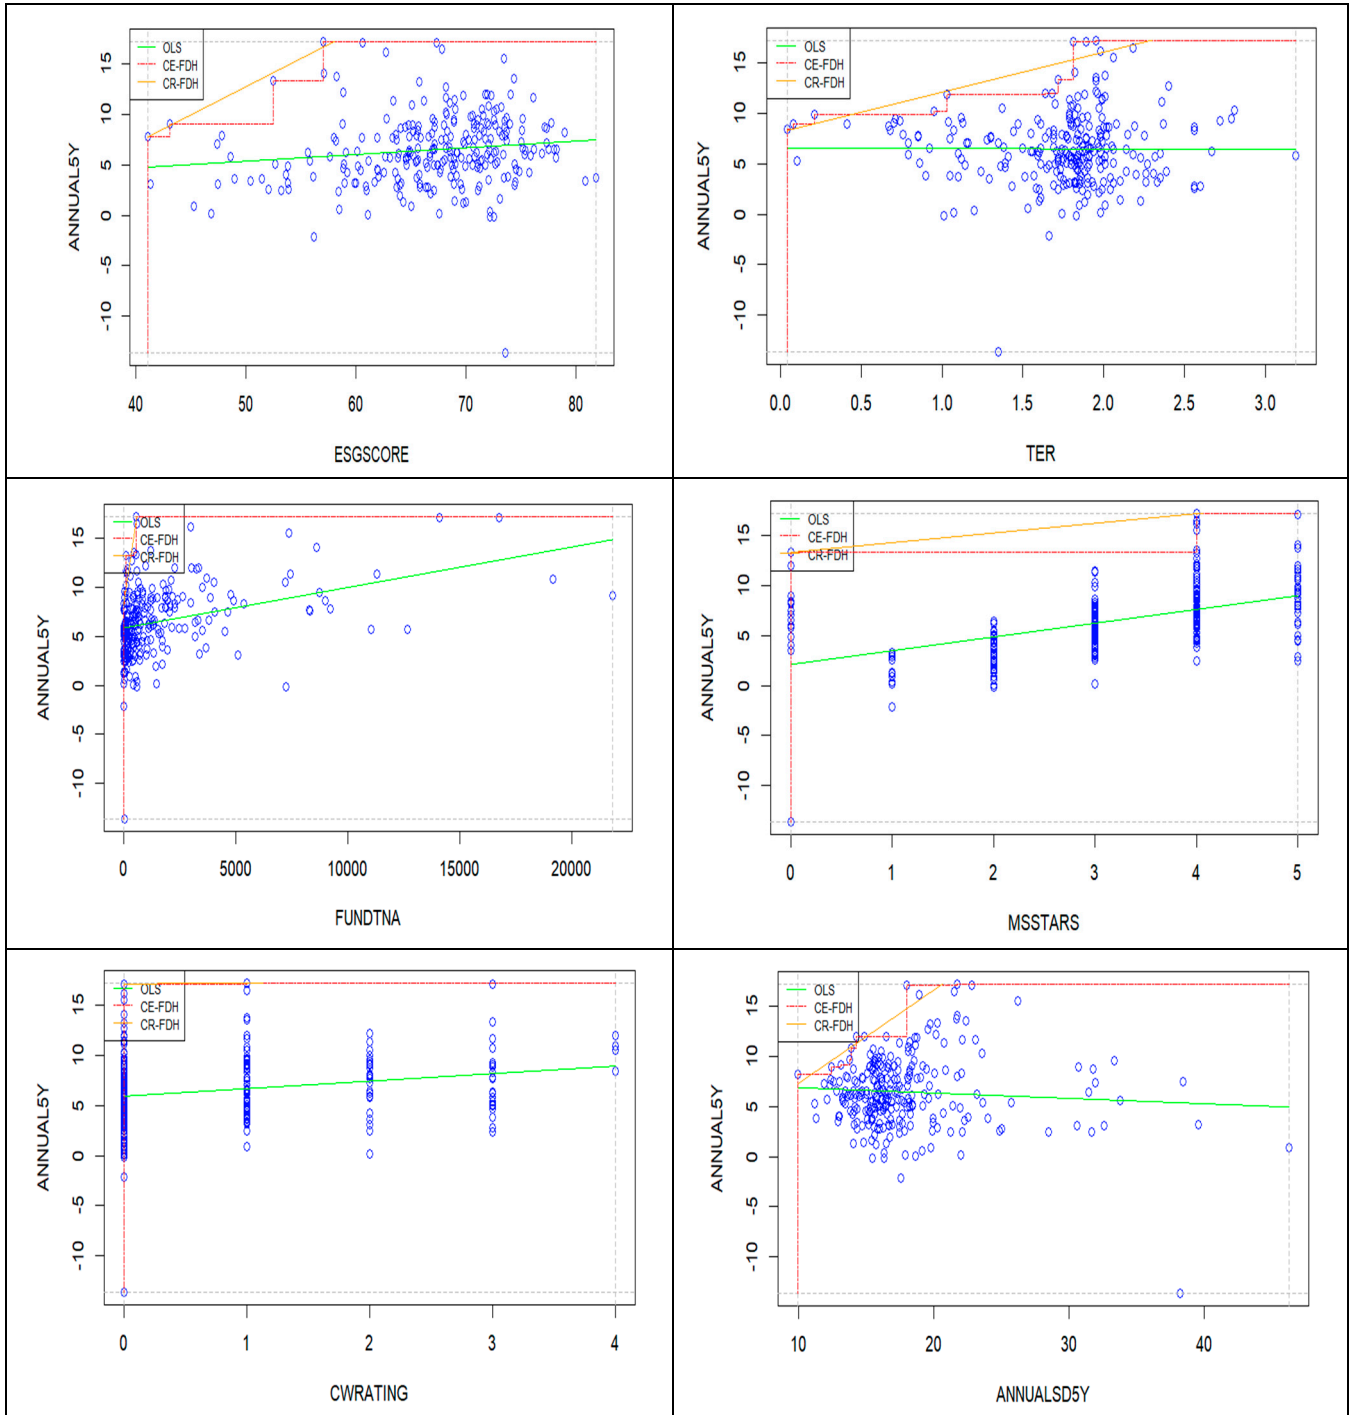 OLS
CE-FDH
CR-FDH
ANNUAL5Y
15
10
5
0
-5
-10
40 50 60 70 80
ESGSCORE
OLS
CE-FDH
CR-FDH
ANNUAL5Y
15
10
5
0
-5
-10
0.0 0.5 1.0 1.5 2.0 2.5 3.0
TER
OLS
CE-FDH
CR-FDH
ANNUAL5Y
15
10
5
0
-5
-10
0 5000 10000 15000 20000
FUNDTNA
OLS
CE-FDH
CR-FDH
ANNUAL5Y
15
10
5
0
-5
-10
0 1 2 3 4 5
MSSTARS
OLS
CE-FDH
CR-FDH
ANNUAL5Y
15
10
5
0
-5
-10
0 1 2 3 4
CWRATING
OLS
CE-FDH
CR-FDH
ANNUAL5Y
15
10
5
0
-5
-10
10 20 30 40
ANNUALSD5Y